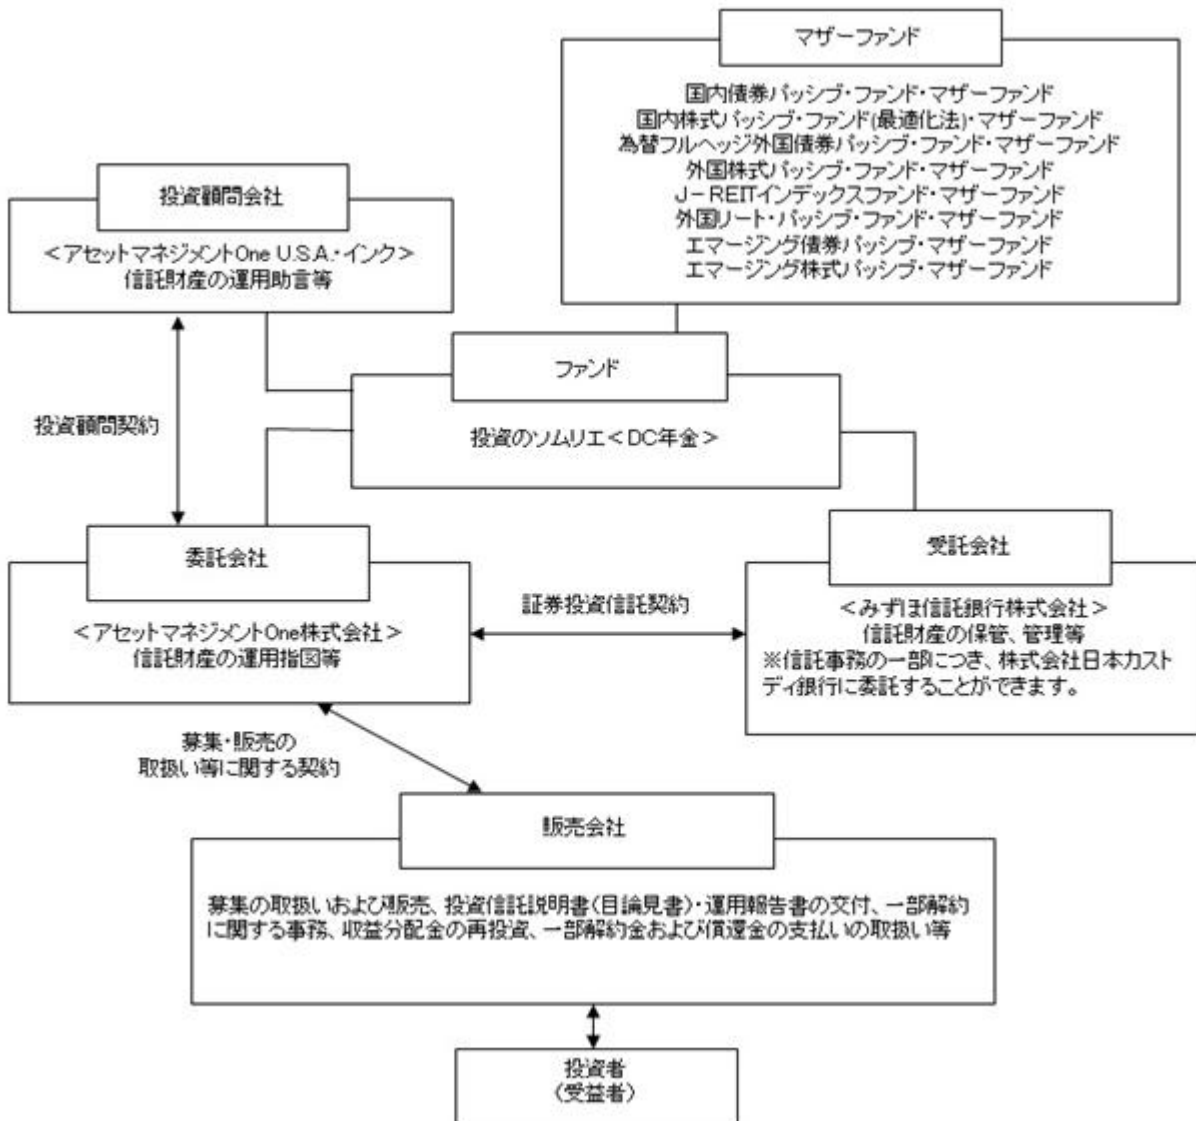 マザーファンド
国内債券パッシブ・ファンド・マザーファンド
国内株式パッシブ・ファンド(最適化法)・マザーファンド
為替フルヘッジ外国債券パッシブ・ファンド・マザーファンド
外国株式パッシブ・ファンド・マザーファンド
J－REITインデックスファンド・マザーファンド
外国リート・パッシブ・ファンド・マザーファンド
エマージング債券パッシブ・マザーファンド
エマージング株式パッシブ・マザーファンド
投資顧問会社
＜アセットマネジメントOne U.S.A.・インク＞
信託財産の運用助言等
ファンド
投資のソムリエ＜DC年金＞
投資顧問契約
委託会社
＜アセットマネジメントOne株式会社＞
信託財産の運用指図等
証券投資信託契約
受託会社
＜みずほ信託銀行株式会社＞
信託財産の保管、管理等
※信託事務の一部につき、株式会社日本カスト
ディ銀行に委託することができます。
募集・販売の
取扱い等に関する契約
販売会社
募集の取扱いおよび販売、投資信託説明書(目論見書)・運用報告書の交付、一部解約
に関する事務、収益分配金の再投資、一部解約金および償還金の支払いの取扱い等
投資者
(受益者)